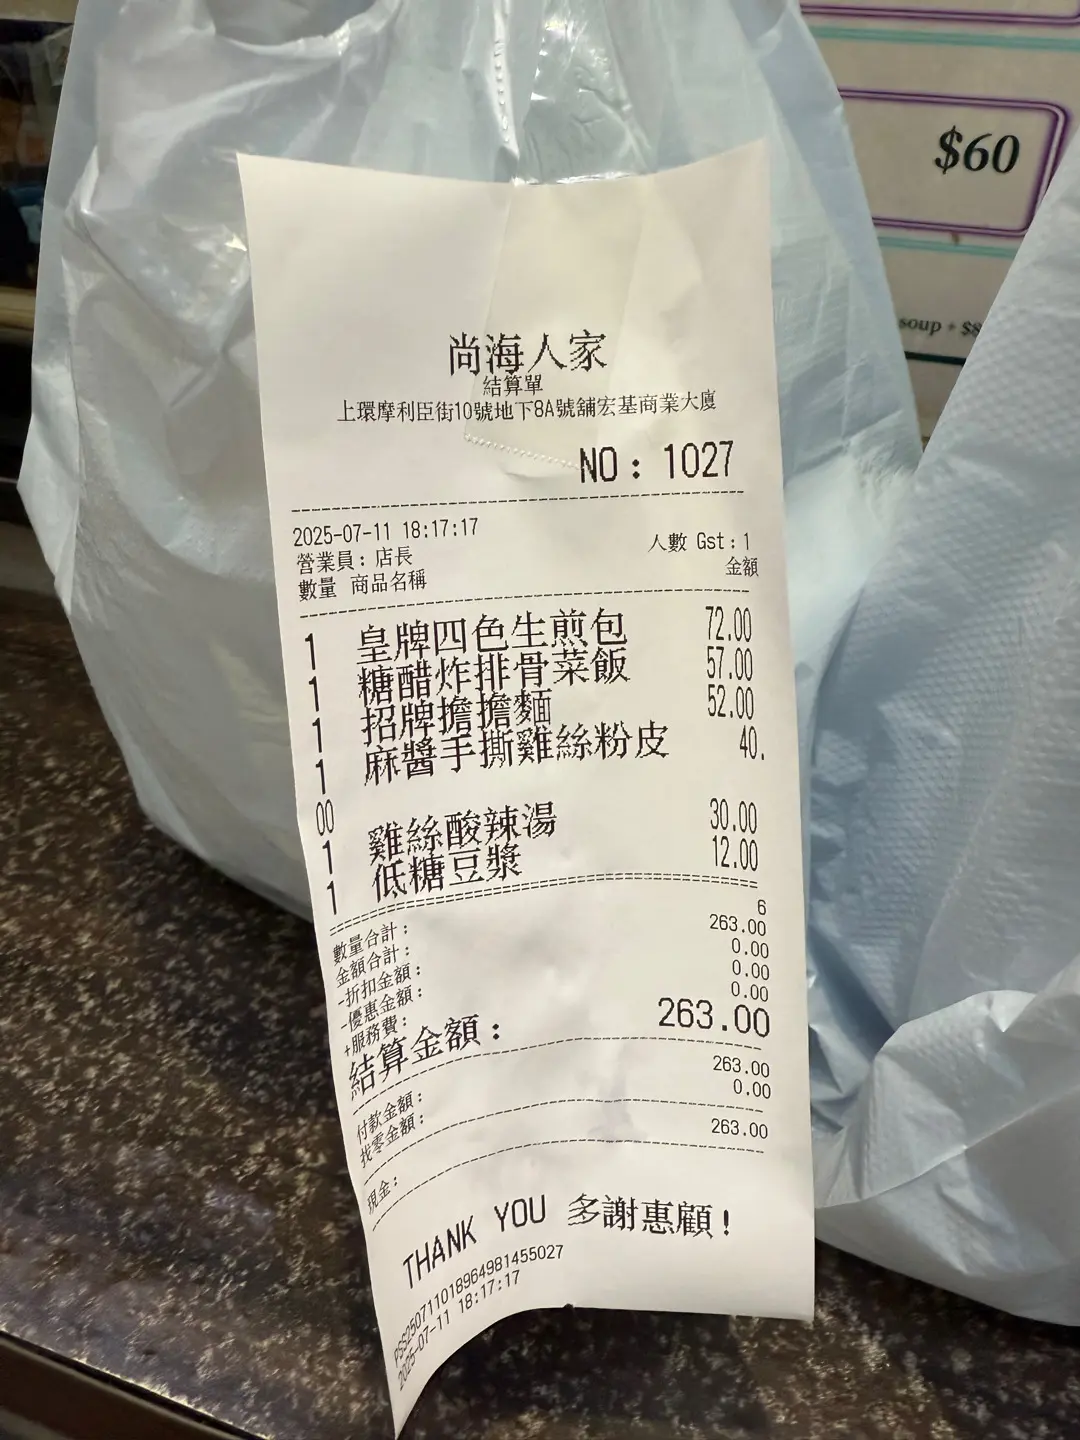 $60
soup + $8
尚海人家
結算單
上環摩利臣街10號地下8A號舖宏基商業大廈
NO : 1027
2025-07-11 18:17:17
營業員: 店長 人數 Gst: 1
數量 商品名稱 金額
1 皇牌四色生煎包 72.00
1 糖醋炸排骨菜飯 57.00
1 招牌擔擔麵 52.00
1 麻醬手撕雞絲粉皮 40.
00
1 雞絲酸辣湯 30.00
1 低糖豆漿 12.00
數量合計: 6
金額合計: 263.00
-折扣金額: 0.00
-優惠金額: 0.00
+服務費: 0.00
結算金額: 263.00
付款金額: 263.00
找零金額: 0.00
現金: 263.00
THANK YOU 多謝惠顧!
PSS250711018964981455027
2025-07-11 18:17:17